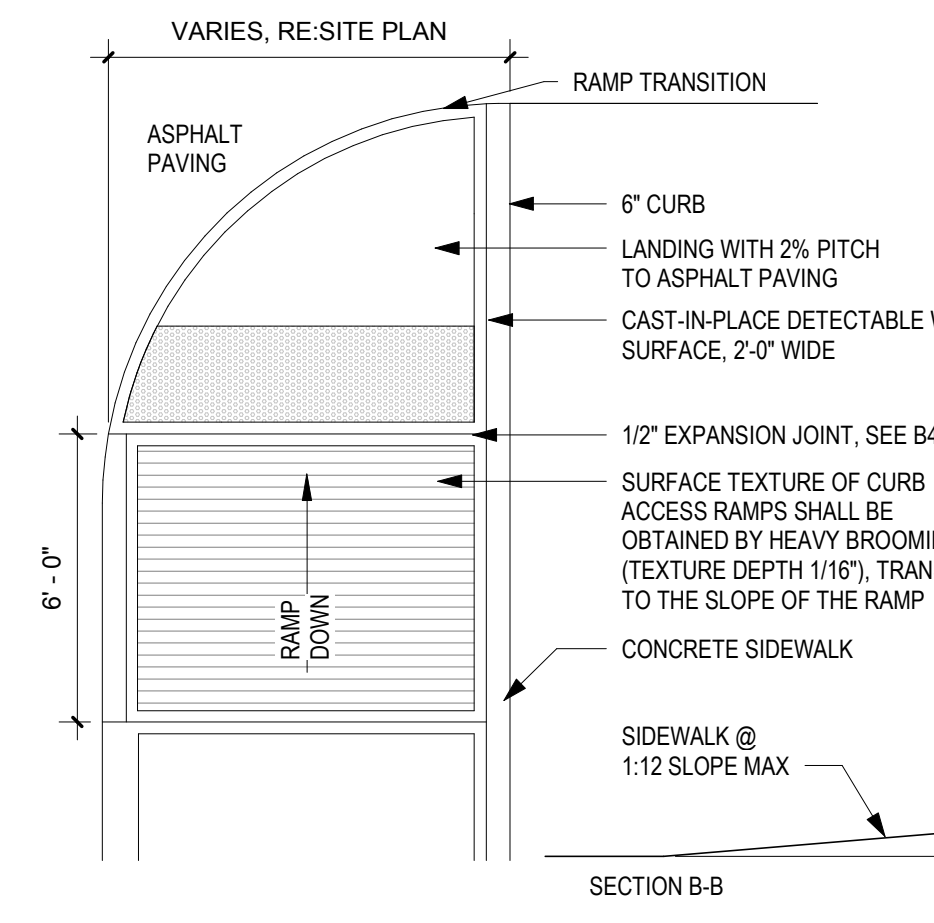 VARIES, RE:SITE PLAN
RAMP TRANSITION
ASPHALT
PAVING
6" CURB
LANDING WITH 2% PITCH
TO ASPHALT PAVING
CAST-IN-PLACE DETECTABLE
SURFACE, 2'-0" WIDE
1/2" EXPANSION JOINT, SEE B4
SURFACE TEXTURE OF CURB
ACCESS RAMPS SHALL BE
OBTAINED BY HEAVY
(TEXTURE DEPTH 1/16"),
TO THE SLOPE OF THE RAMP
6' - 0"
RAMP
DOWN
CONCRETE SIDEWALK
SIDEWALK @
1:12 SLOPE MAX
SECTION B-B